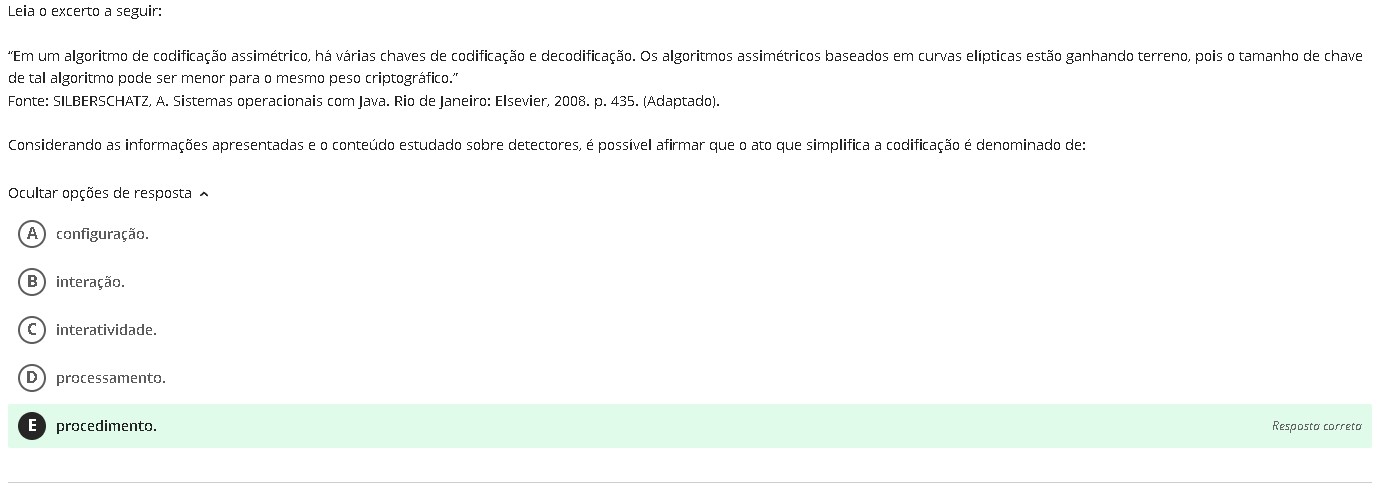 Leia o excerto a seguir:
“Em um algoritmo de codificação assimétrico, há várias chaves de codificação e decodificação. Os algoritmos assimétricos baseados em curvas elípticas estão ganhando terreno, pois o tamanho de chave
de tal algoritmo pode ser menor para o mesmo peso criptográfico.”
Fonte: SILBERSCHATZ, A. Sistemas operacionais com Java. Rio de Janeiro: Elsevier, 2008. p. 435. (Adaptado).
Considerando as informações apresentadas e o conteúdo estudado sobre detectores, é possível afirmar que o ato que simplifica a codificação é denominado de:
Ocultar opções de resposta
A configuração.
B interação.
C interatividade.
D processamento.
E procedimento. Resposta correta